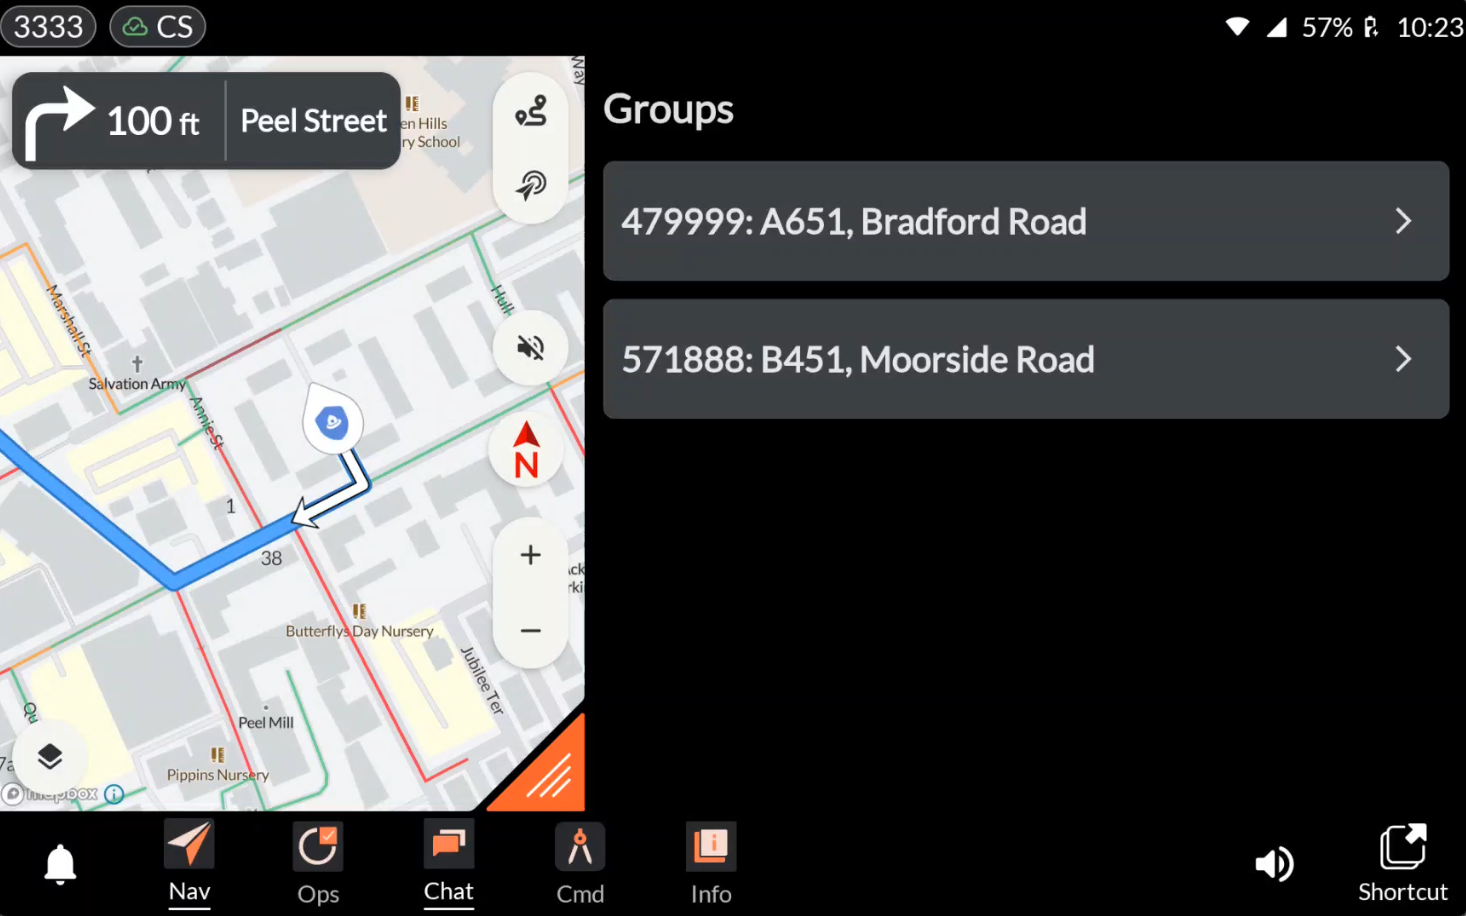 3333
CS
57%
10:23
100 ft
Peel Street
Way
en Hills
ry School
Groups
479999: A651, Bradford Road
571888: B451, Moorside Road
Marshall St
Hull
Salvation Army
Annie St
N
1
38
+
−
Butterflys Day Nursery
Jubilee Ter
Qu
Peel Mill
Pippins Nursery
7a
mapbox
Nav
Ops
Chat
Cmd
Info
Shortcut